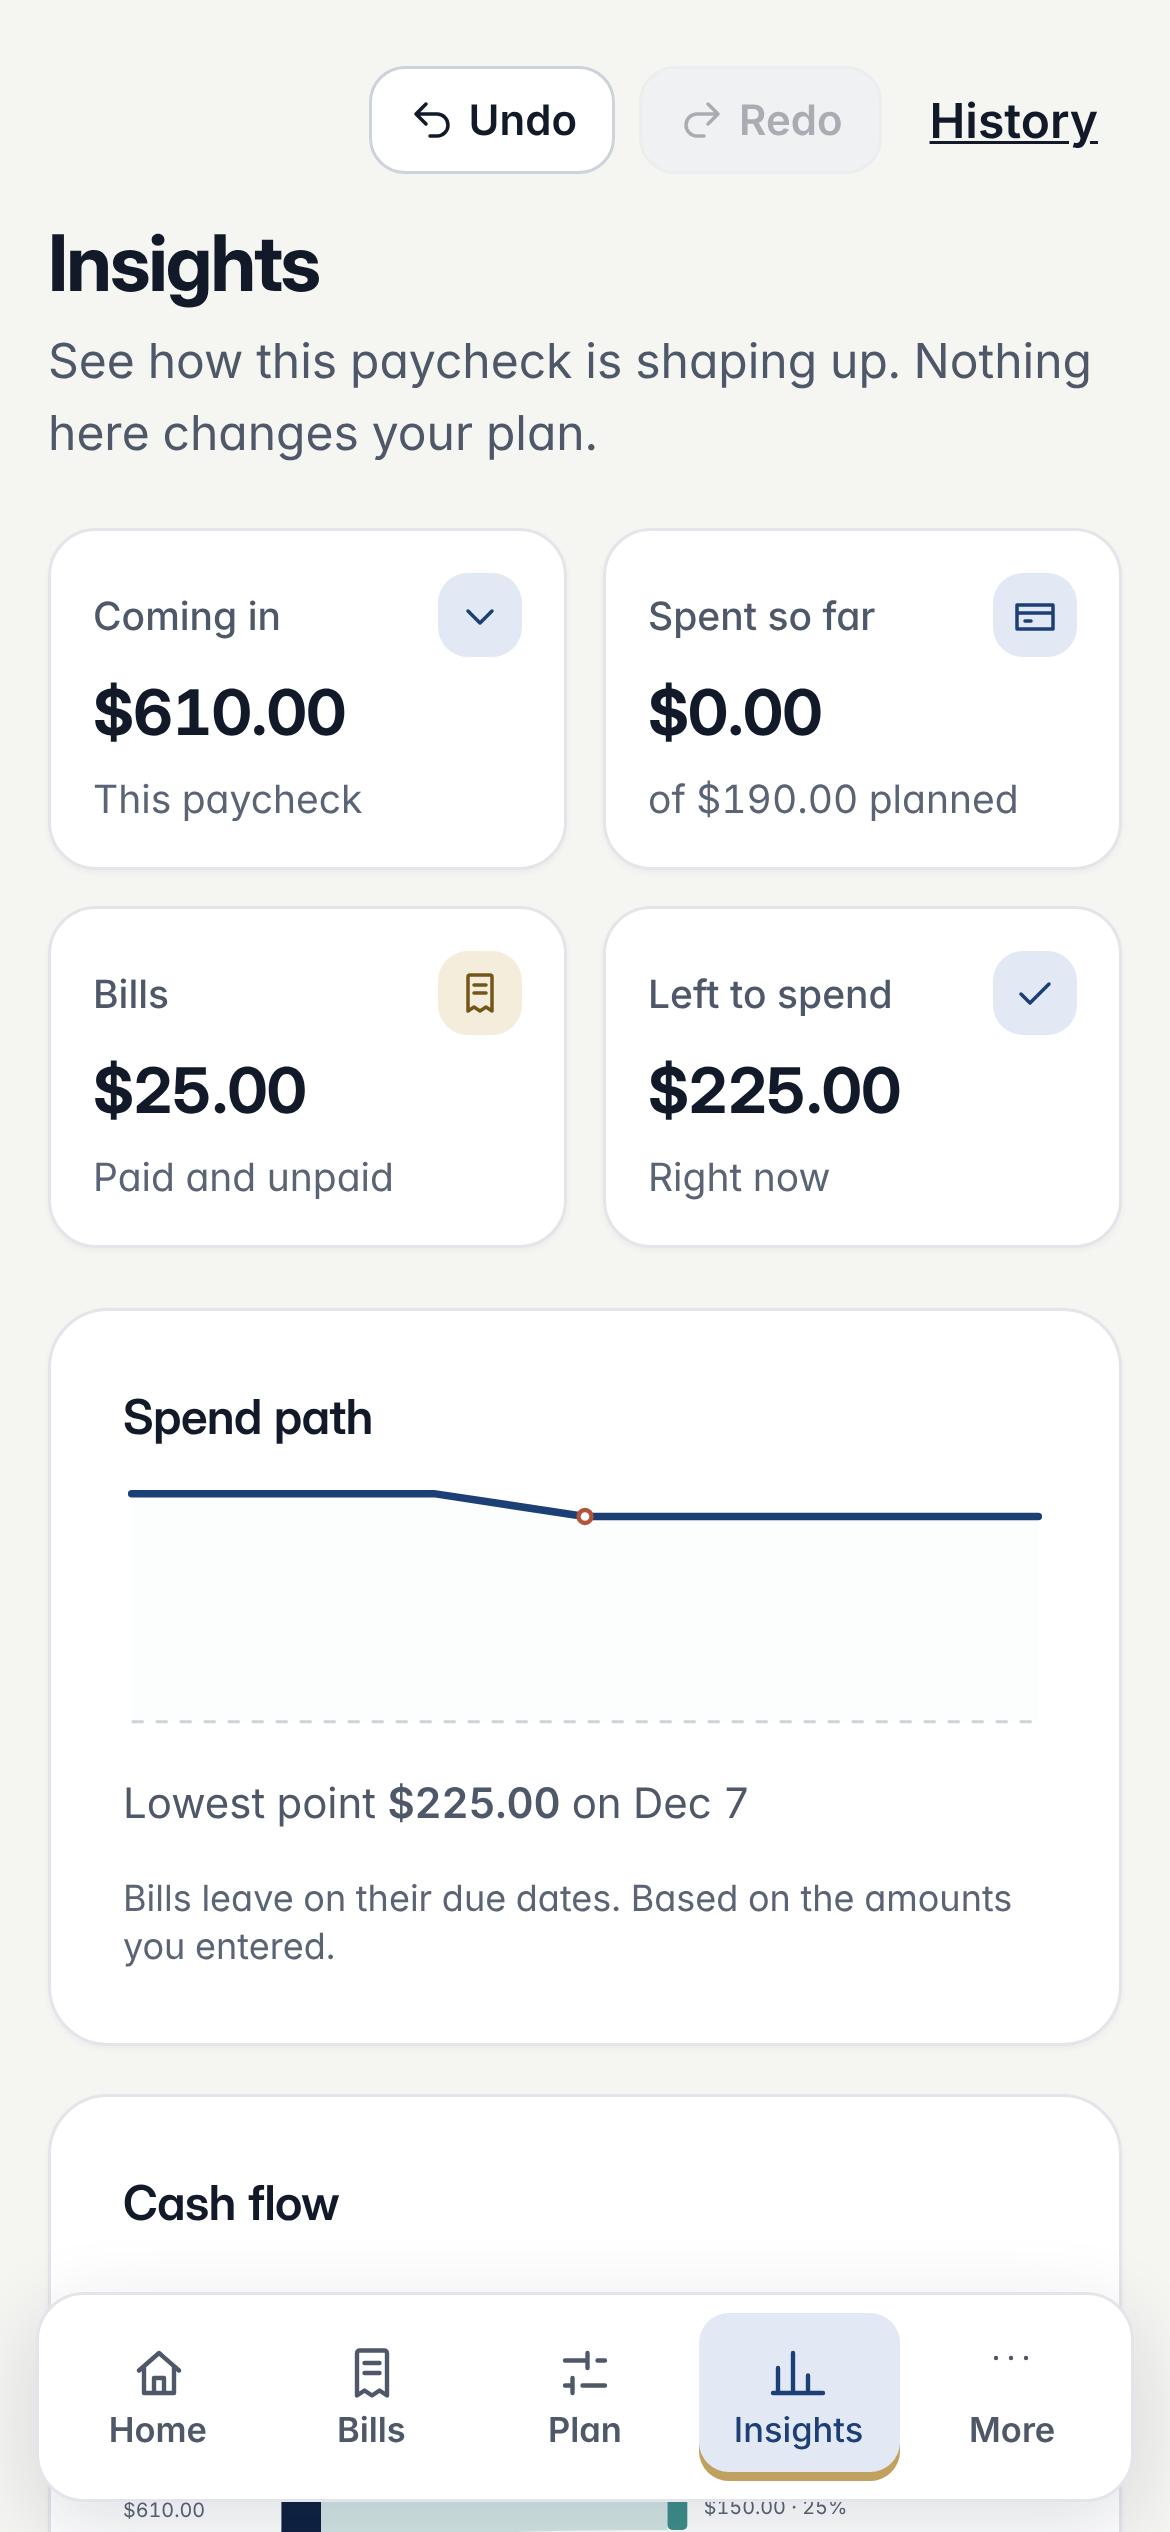 Undo
Redo
History
Insights
See how this paycheck is shaping up. Nothing
here changes your plan.
Coming in
$610.00
This paycheck
Spent so far
$0.00
of $190.00 planned
Bills
$25.00
Paid and unpaid
Left to spend
$225.00
Right now
Spend path
Lowest point $225.00 on Dec 7
Bills leave on their due dates. Based on the amounts
you entered.
Cash flow
Home
Bills
Plan
Insights
More
$610.00
$150.00 · 25%